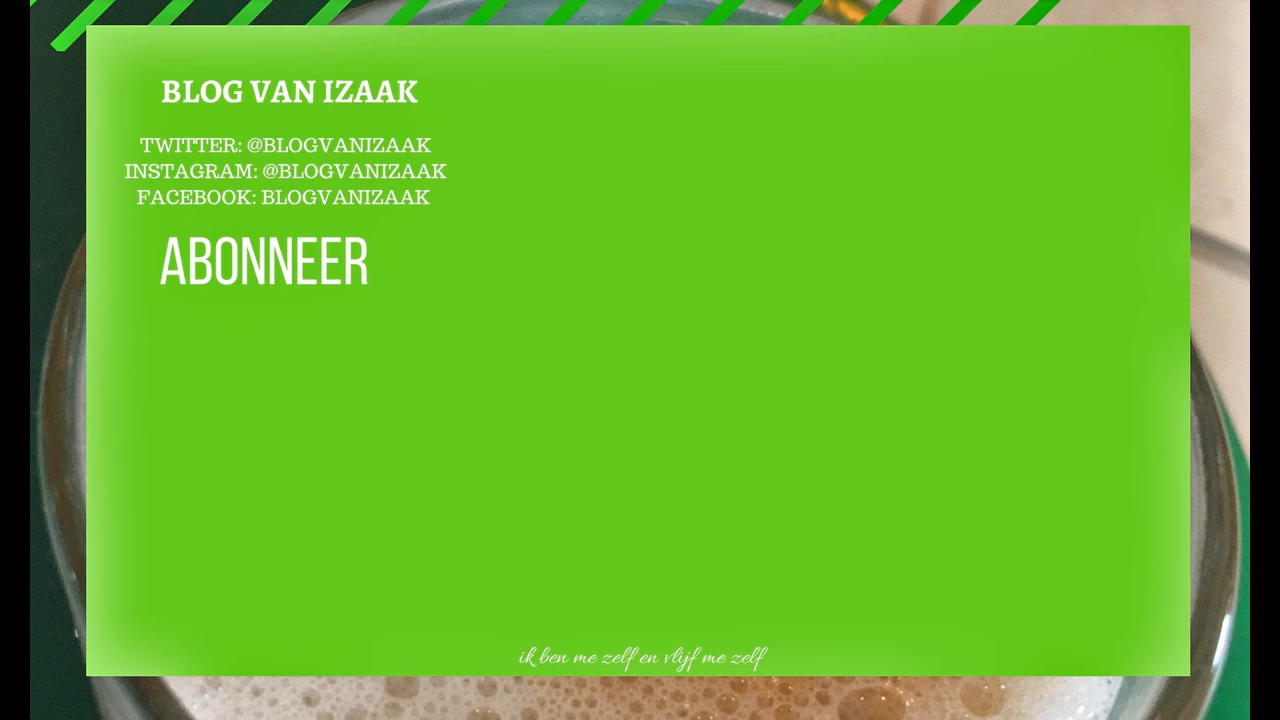 BLOG VAN IZAAK
TWITTER: @BLOGVANIZAAK
INSTAGRAM: @BLOGVANIZAAK
FACEBOOK: BLOGVANIZAAK
ABONNEER
ik ben me zelf en vlijf me zelf